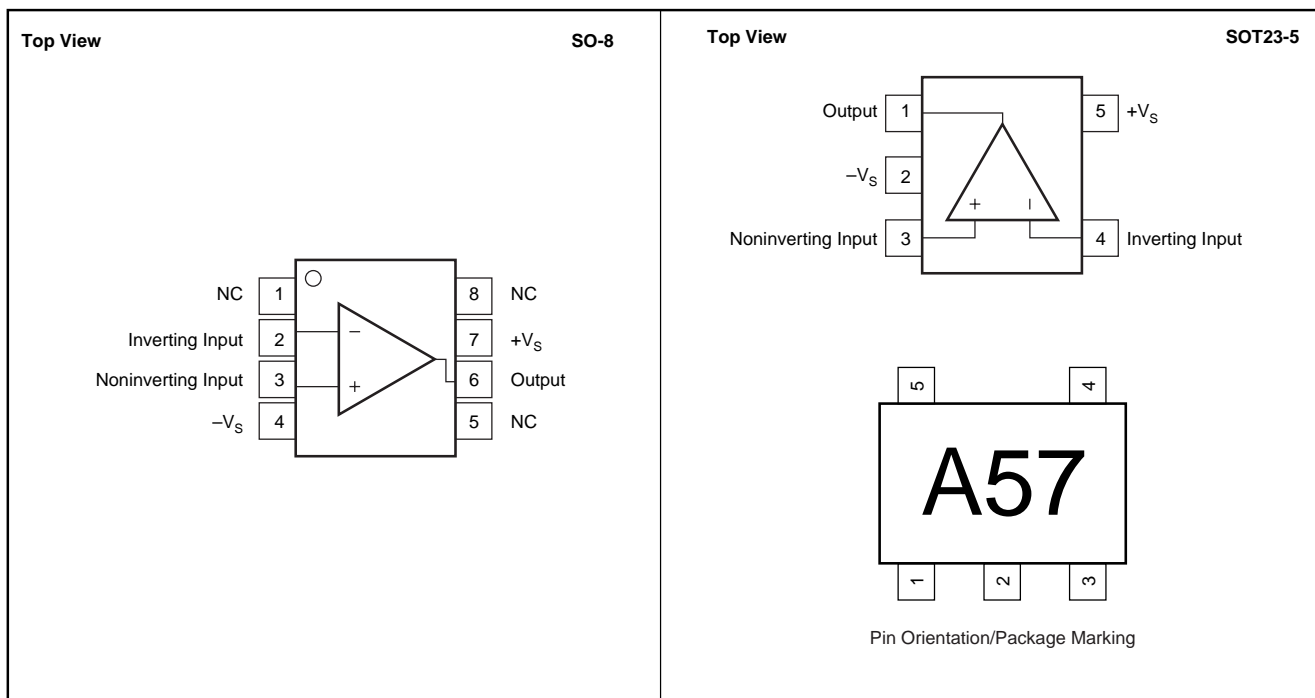 Top View
SO-8
NC 1
8 NC
Inverting Input 2
−
7 +VS
Noninverting Input 3
+
6 Output
−VS 4
5 NC
Top View
SOT23-5
Output 1
5 +VS
−VS 2
+ −
Noninverting Input 3
4 Inverting Input
5 4
A57
1 2 3
Pin Orientation/Package Marking